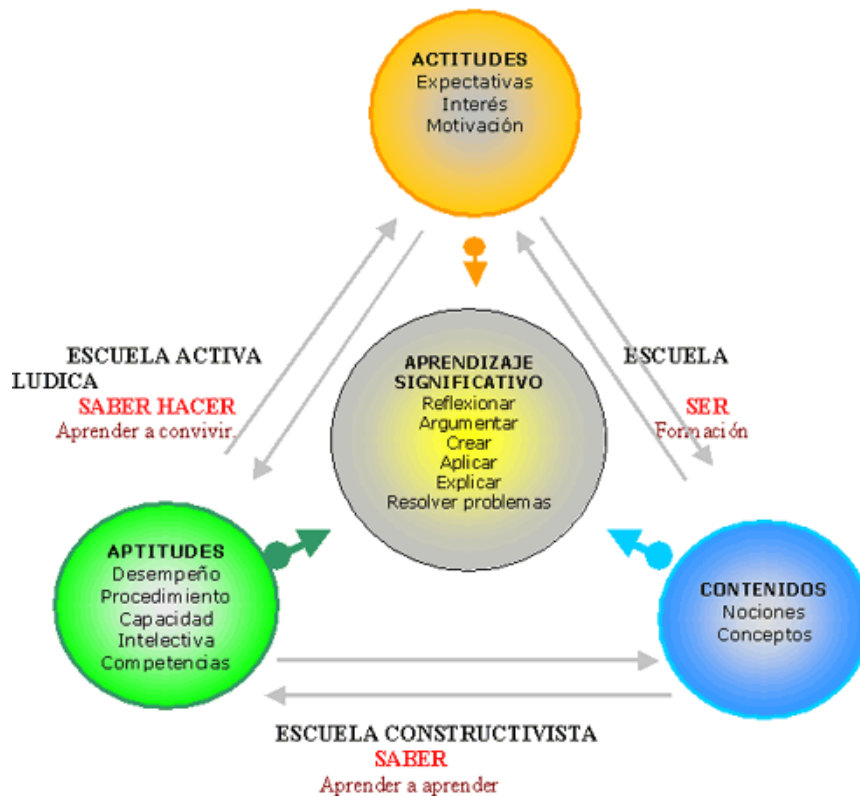 ACTITUDES
Expectativas
Interés
Motivación
ESCUELA ACTIVA
LUDICA
SABER HACER
Aprender a convivir.
APRENDIZAJE
SIGNIFICATIVO
Reflexionar
Argumentar
Crear
Aplicar
Explicar
Resolver problemas
ESCUELA
SER
Formación
APTITUDES
Desempeño
Procedimiento
Capacidad
Intelectiva
Competencias
CONTENIDOS
Nociones
Conceptos
ESCUELA CONSTRUCTIVISTA
SABER
Aprender a aprender